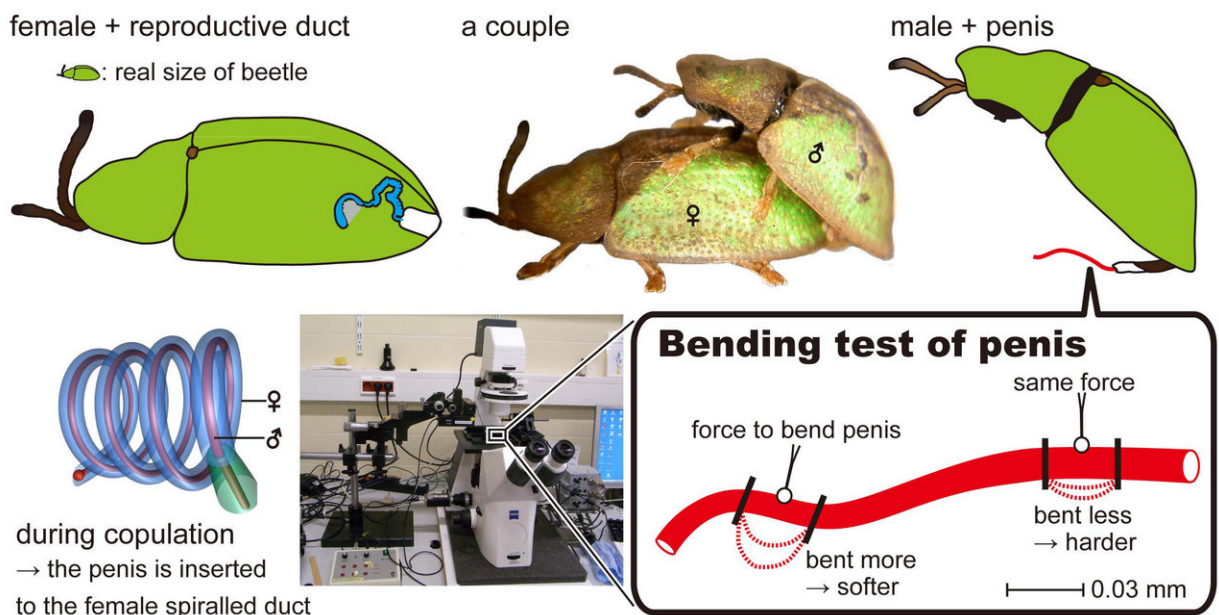 female + reproductive duct
: real size of beetle
a couple
♂
♀
male + penis
♀
♂
during copulation
→ the penis is inserted
to the female spiralled duct
Bending test of penis
same force
force to bend penis
bent more
→ softer
bent less
→ harder
0.03 mm